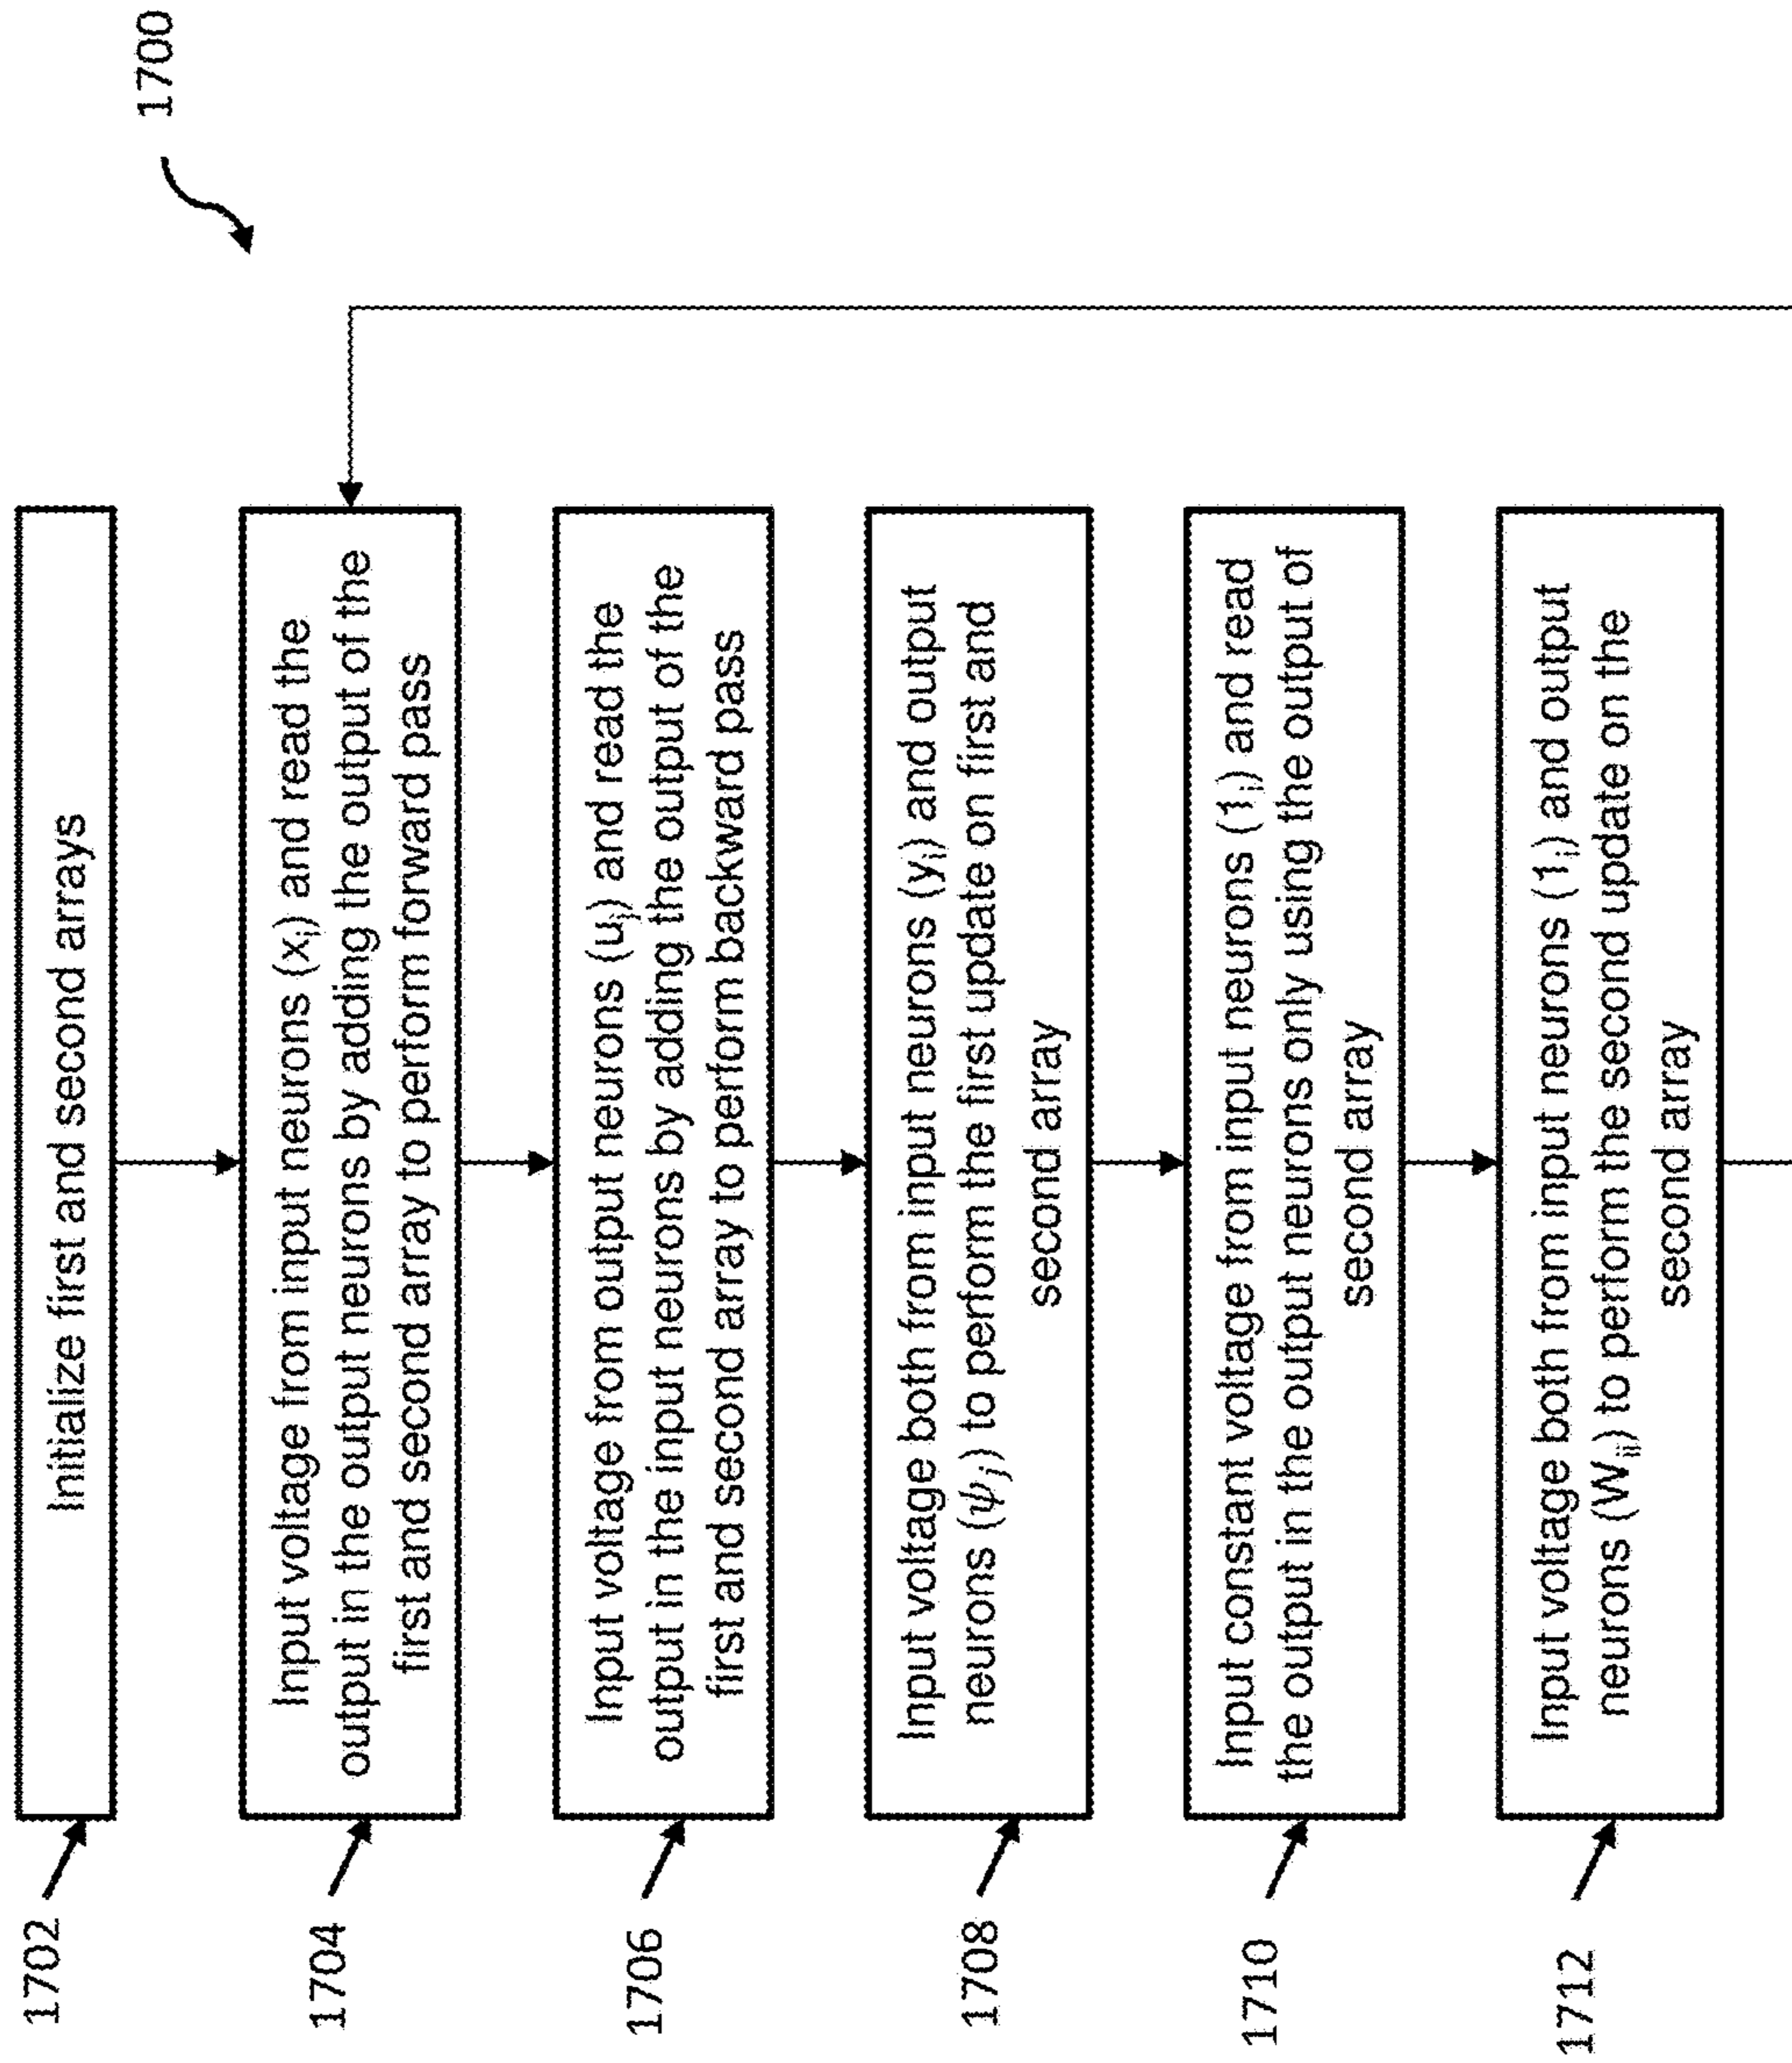 1700
1702
Initialize first and second arrays
1704
Input voltage from input neurons (xᵢ) and read the
output in the output neurons by adding the output of the
first and second array to perform forward pass
1706
Input voltage from output neurons (uⱼ) and read the
output in the input neurons by adding the output of the
first and second array to perform backward pass
1708
Input voltage both from input neurons (yᵢ) and output
neurons (ψⱼ) to perform the first update on first and
second array
1710
Input constant voltage from input neurons (1ᵢ) and read
the output in the output neurons only using the output of
second array
1712
Input voltage both from input neurons (1ᵢ) and output
neurons (Wᵢⱼ) to perform the second update on the
second array